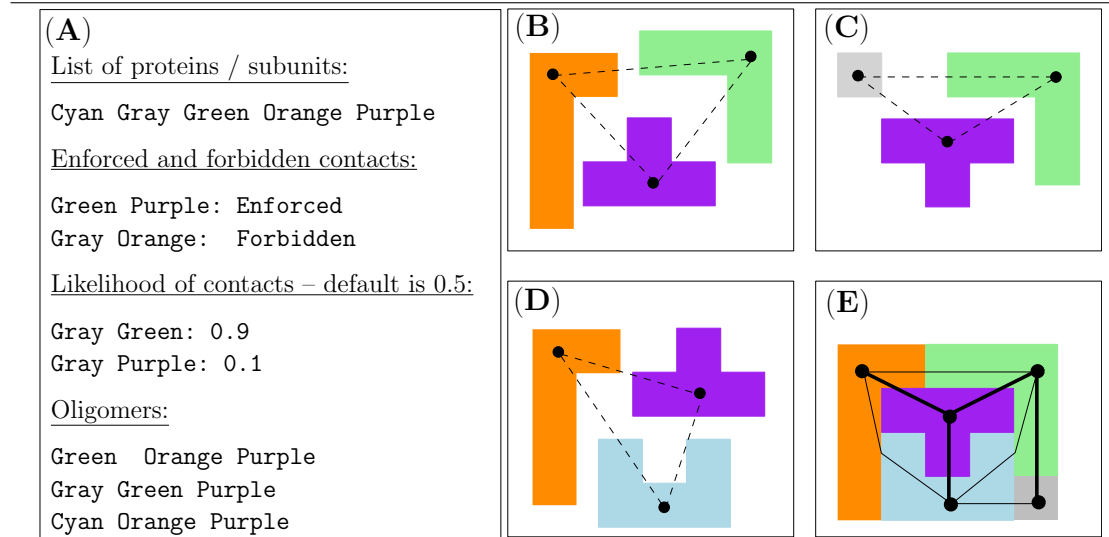 (A)
List of proteins / subunits:
Cyan Gray Green Orange Purple
Enforced and forbidden contacts:
Green Purple: Enforced
Gray Orange: Forbidden
Likelihood of contacts – default is 0.5:
Gray Green: 0.9
Gray Purple: 0.1
Oligomers:
Green Orange Purple
Gray Green Purple
Cyan Orange Purple
(B)
(C)
(D)
(E)